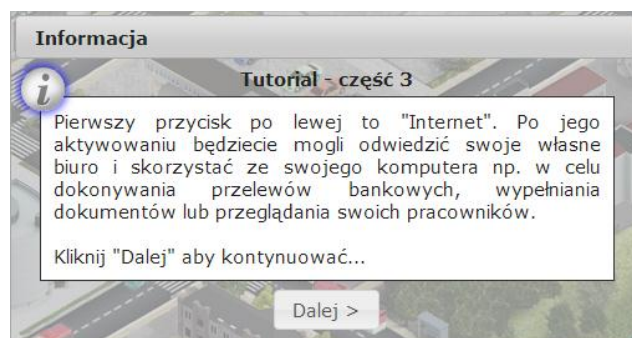 Informacja
Tutorial - część 3
Pierwszy przycisk po lewej to "Internet". Po jego
aktywowaniu będziecie mogli odwiedzić swoje własne
biuro i skorzystać ze swojego komputera np. w celu
dokonywania przelewów bankowych, wypełniania
dokumentów lub przeglądania swoich pracowników.
Kliknij "Dalej" aby kontynuować...
Dalej >